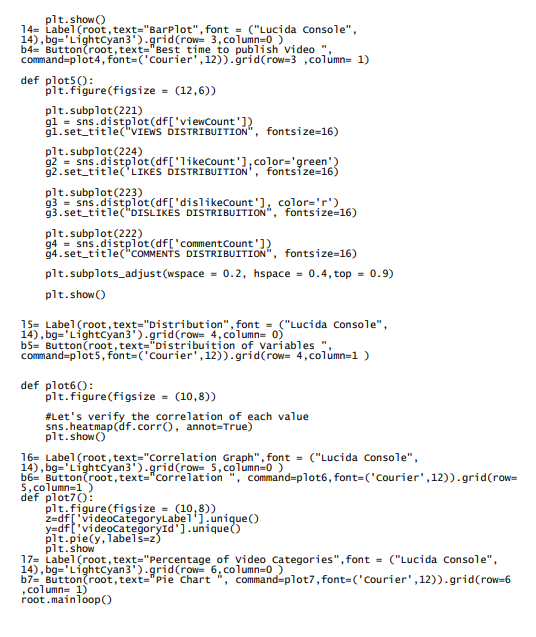 plt.show()
l4= Label(root,text="BarPlot",font = ("Lucida Console",
14),bg='LightCyan3').grid(row= 3,column=0 )
b4= Button(root,text="Best time to publish Video ",
command=plot4,font=('Courier',12)).grid(row=3 ,column= 1)
def plot5():
plt.figure(figsize = (12,6))
plt.subplot(221)
g1 = sns.distplot(df['viewCount'])
g1.set_title("VIEWS DISTRIBUITION", fontsize=16)
plt.subplot(224)
g2 = sns.distplot(df['likeCount'],color='green')
g2.set_title('LIKES DISTRIBUITION', fontsize=16)
plt.subplot(223)
g3 = sns.distplot(df['dislikeCount'], color='r')
g3.set_title("DISLIKES DISTRIBUITION", fontsize=16)
plt.subplot(222)
g4 = sns.distplot(df['commentCount'])
g4.set_title("COMMENTS DISTRIBUITION", fontsize=16)
plt.subplots_adjust(wspace = 0.2, hspace = 0.4,top = 0.9)
plt.show()
l5= Label(root,text="Distribution",font = ("Lucida Console",
14),bg='LightCyan3').grid(row= 4,column= 0)
b5= Button(root,text="Distribuition of Variables ",
command=plot5,font=('Courier',12)).grid(row= 4,column=1 )
def plot6():
plt.figure(figsize = (10,8))
#Let's verify the correlation of each value
sns.heatmap(df.corr(), annot=True)
plt.show()
l6= Label(root,text="Correlation Graph",font = ("Lucida Console",
14),bg='LightCyan3').grid(row= 5,column=0 )
b6= Button(root,text="Correlation ", command=plot6,font=('Courier',12)).grid(row=
5,column=1 )
def plot7():
plt.figure(figsize = (10,8))
z=df['videoCategoryLabel'].unique()
y=df['videoCategoryId'].unique()
plt.pie(y,labels=z)
plt.show
l7= Label(root,text="Percentage of Video Categories",font = ("Lucida Console",
14),bg='LightCyan3').grid(row= 6,column=0 )
b7= Button(root,text="Pie Chart ", command=plot7,font=('Courier',12)).grid(row=6
,column= 1)
root.mainloop()